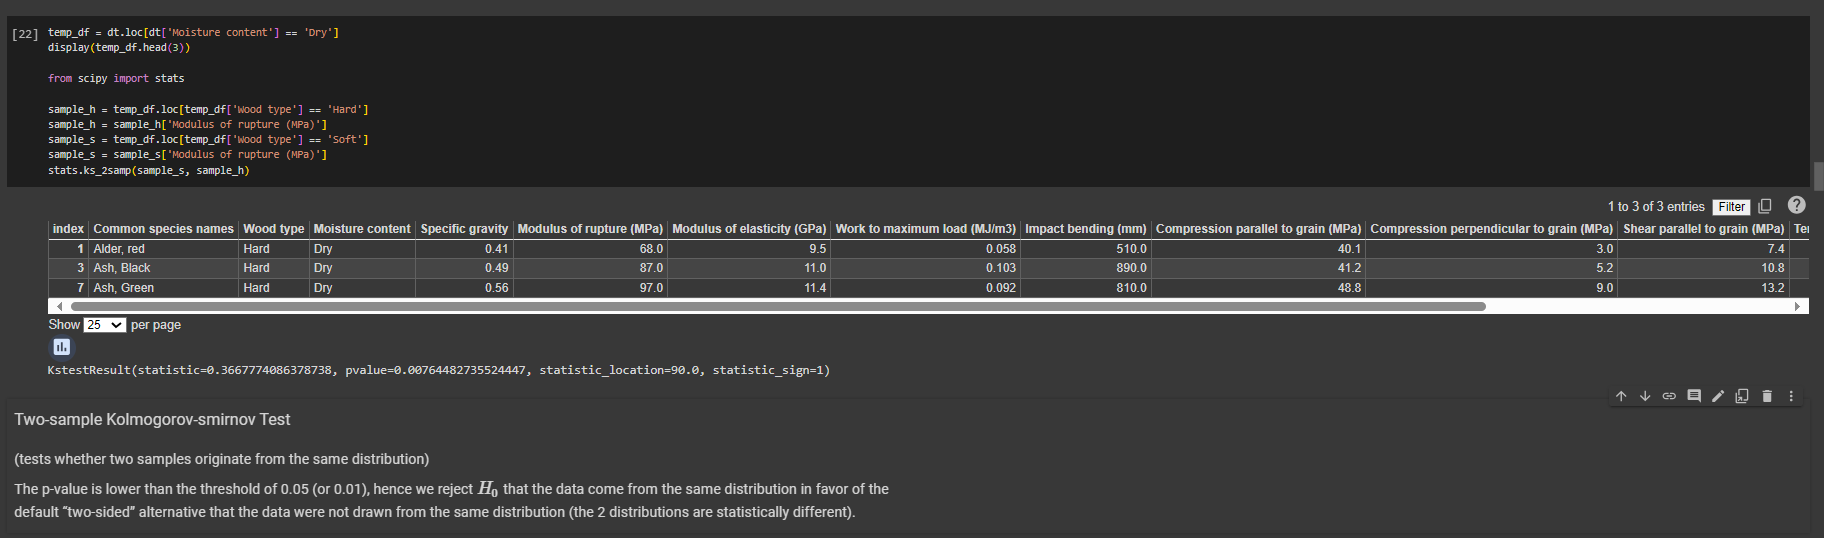 [22] temp_df = dt.loc[dt['Moisture content'] == 'Dry']
display(temp_df.head(3))
from scipy import stats
sample_h = temp_df.loc[temp_df['Wood type'] == 'Hard']
sample_h = sample_h['Modulus of rupture (MPa)']
sample_s = temp_df.loc[temp_df['Wood type'] == 'Soft']
sample_s = sample_s['Modulus of rupture (MPa)']
stats.ks_2samp(sample_s, sample_h)
1 to 3 of 3 entries Filter ?
index Common species names Wood type Moisture content Specific gravity Modulus of rupture (MPa) Modulus of elasticity (GPa) Work to maximum load (MJ/m3) Impact bending (mm) Compression parallel to grain (MPa) Compression perpendicular to grain (MPa) Shear parallel to grain (MPa)
1 Alder, red Hard Dry 0.41 68.0 9.5 0.058 510.0 40.1 3.0 7.4
3 Ash, Black Hard Dry 0.49 87.0 11.0 0.103 890.0 41.2 5.2 10.8
7 Ash, Green Hard Dry 0.56 97.0 11.4 0.092 810.0 48.8 9.0 13.2
Show 25 per page
KstestResult(statistic=0.3667774086378738, pvalue=0.00764482735524447, statistic_location=90.0, statistic_sign=1)
Two-sample Kolmogorov-smirnov Test
(tests whether two samples originate from the same distribution)
The p-value is lower than the threshold of 0.05 (or 0.01), hence we reject H₀ that the data come from the same distribution in favor of the
default “two-sided” alternative that the data were not drawn from the same distribution (the 2 distributions are statistically different).